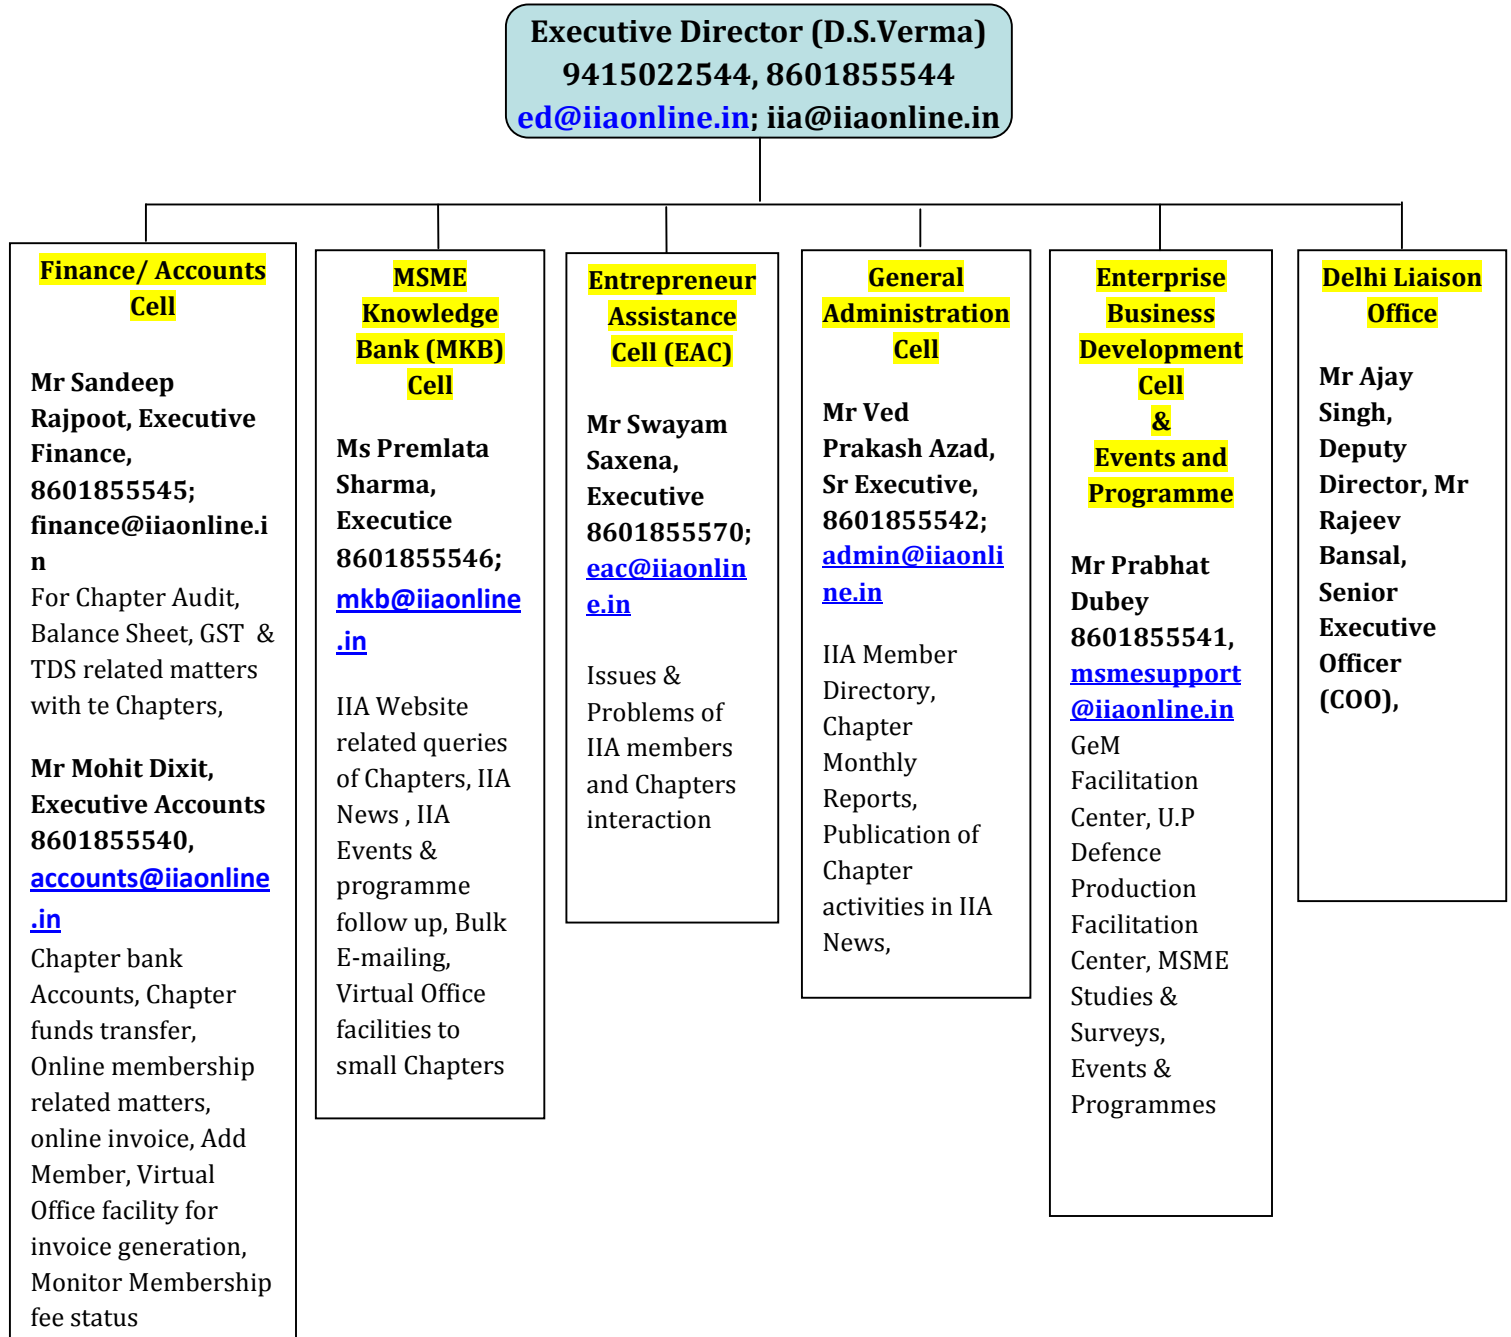 Executive Director (D.S.Verma)
9415022544, 8601855544
ed@iiaonline.in; iia@iiaonline.in
Finance/ Accounts
Cell
Mr Sandeep
Rajpoot, Executive
Finance,
8601855545;
finance@iiaonline.i
n
For Chapter Audit,
Balance Sheet, GST &
TDS related matters
with te Chapters,
Mr Mohit Dixit,
Executive Accounts
8601855540,
accounts@iiaonline
.in
Chapter bank
Accounts, Chapter
funds transfer,
Online membership
related matters,
online invoice, Add
Member, Virtual
Office facility for
invoice generation,
Monitor Membership
fee status
MSME
Knowledge
Bank (MKB)
Cell
Ms Premlata
Sharma,
Executice
8601855546;
mkb@iiaonline
.in
IIA Website
related queries
of Chapters, IIA
News , IIA
Events &
programme
follow up, Bulk
E-mailing,
Virtual Office
facilities to
small Chapters
Entrepreneur
Assistance
Cell (EAC)
Mr Swayam
Saxena,
Executive
8601855570;
eac@iiaonlin
e.in
Issues &
Problems of
IIA members
and Chapters
interaction
General
Administration
Cell
Mr Ved
Prakash Azad,
Sr Executive,
8601855542;
admin@iiaonli
ne.in
IIA Member
Directory,
Chapter
Monthly
Reports,
Publication of
Chapter
activities in IIA
News,
Enterprise
Business
Development
Cell
&
Events and
Programme
Mr Prabhat
Dubey
8601855541,
msmesupport
@iiaonline.in
GeM
Facilitation
Center, U.P
Defence
Production
Facilitation
Center, MSME
Studies &
Surveys,
Events &
Programmes
Delhi Liaison
Office
Mr Ajay
Singh,
Deputy
Director, Mr
Rajeev
Bansal,
Senior
Executive
Officer
(COO),